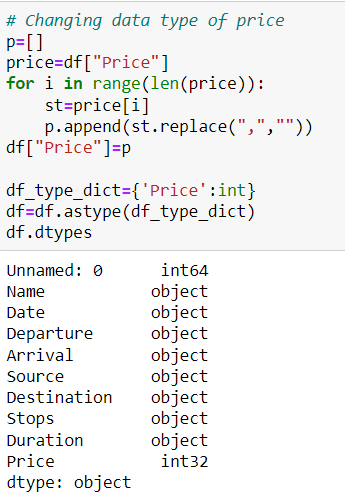 # Changing data type of price
p=[]
price=df["Price"]
for i in range(len(price)):
    st=price[i]
    p.append(st.replace(",",""))
df["Price"]=p

df_type_dict={'Price':int}
df=df.astype(df_type_dict)
df.dtypes
Unnamed: 0      int64
Name           object
Date           object
Departure      object
Arrival        object
Source         object
Destination    object
Stops          object
Duration       object
Price           int32
dtype: object